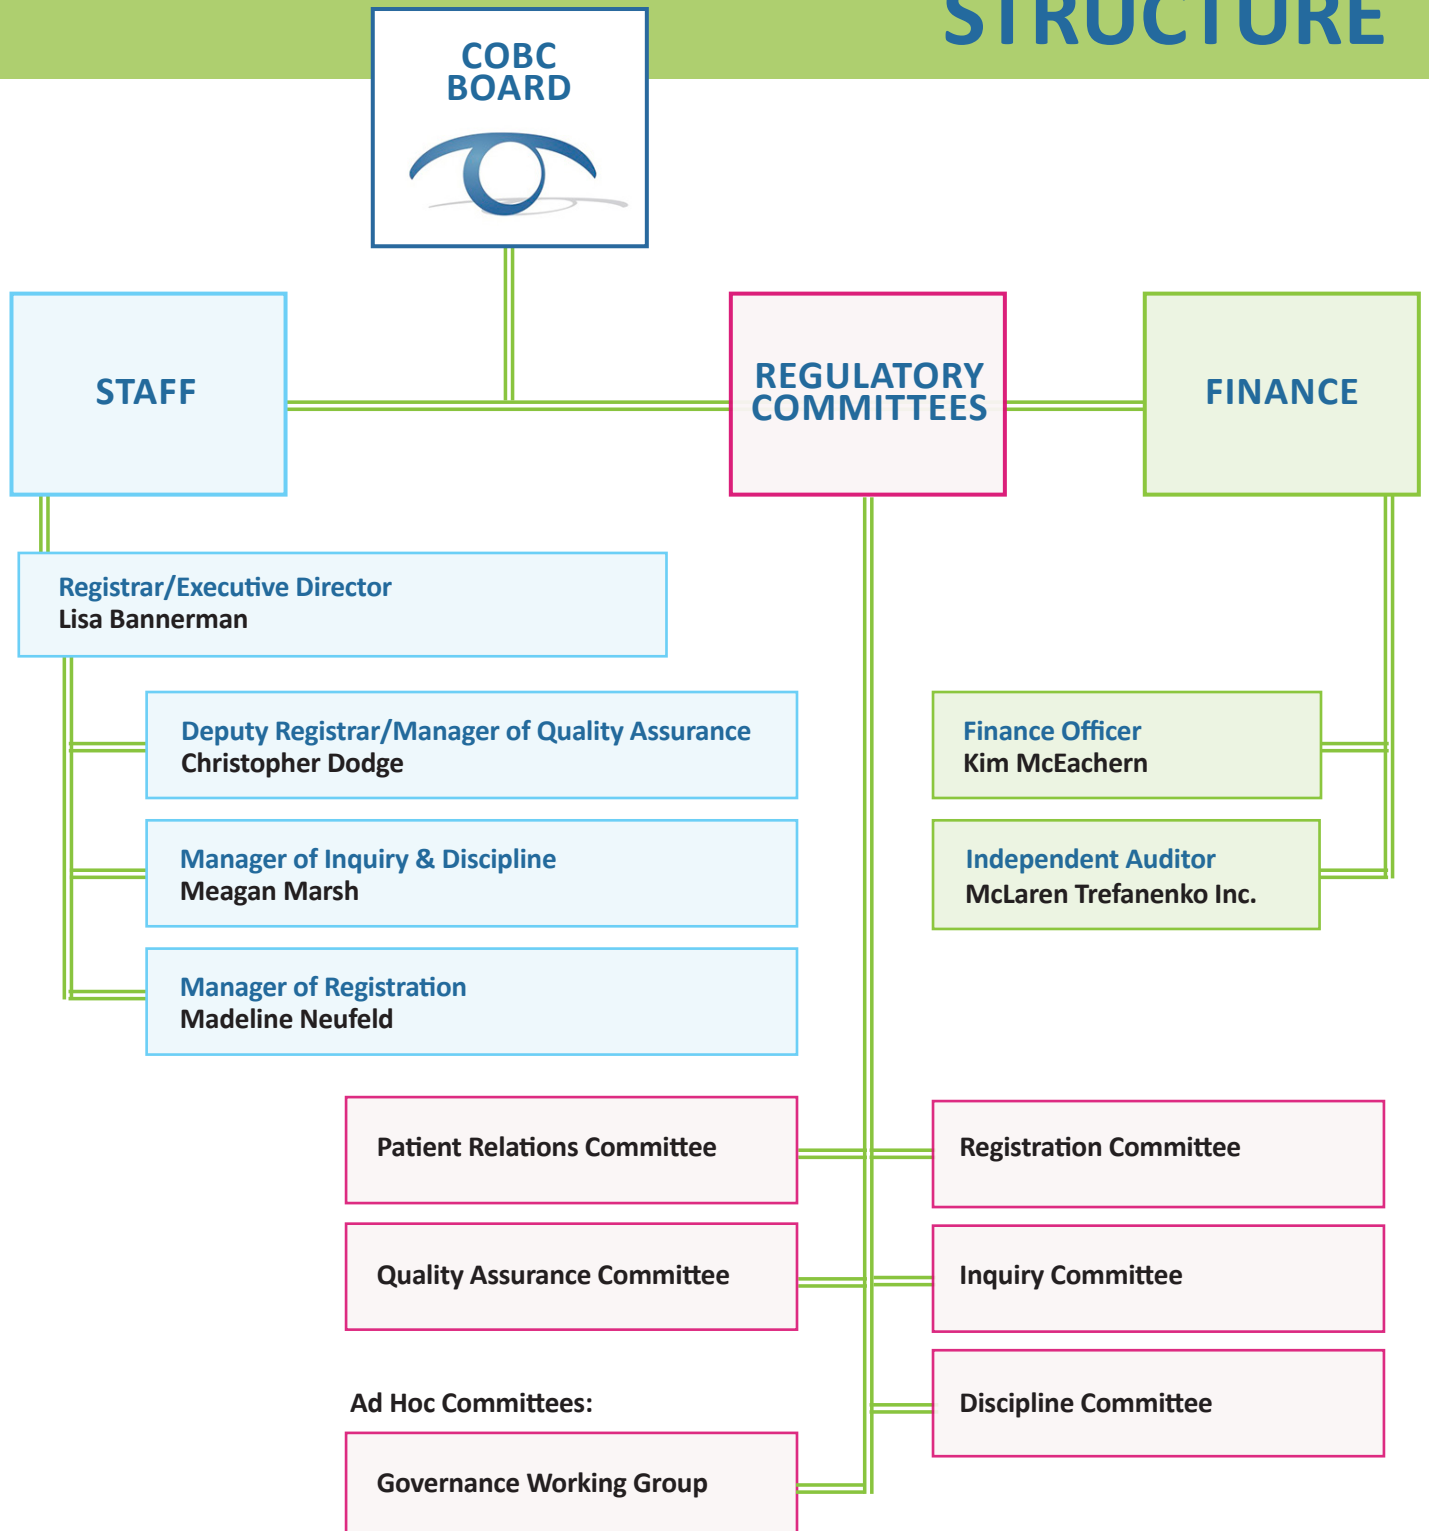 STRUCTURE
COBC
BOARD
STAFF
REGULATORY
COMMITTEES
FINANCE
Registrar/Executive Director
Lisa Bannerman
Deputy Registrar/Manager of Quality Assurance
Christopher Dodge
Finance Officer
Kim McEachern
Manager of Inquiry & Discipline
Meagan Marsh
Independent Auditor
McLaren Trefanenko Inc.
Manager of Registration
Madeline Neufeld
Patient Relations Committee
Registration Committee
Quality Assurance Committee
Inquiry Committee
Ad Hoc Committees:
Discipline Committee
Governance Working Group